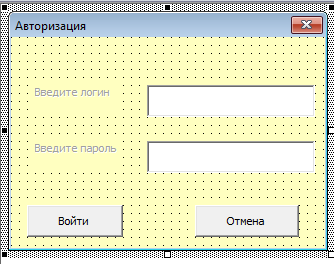 Авторизация
Введите логин
Введите пароль
Войти
Отмена